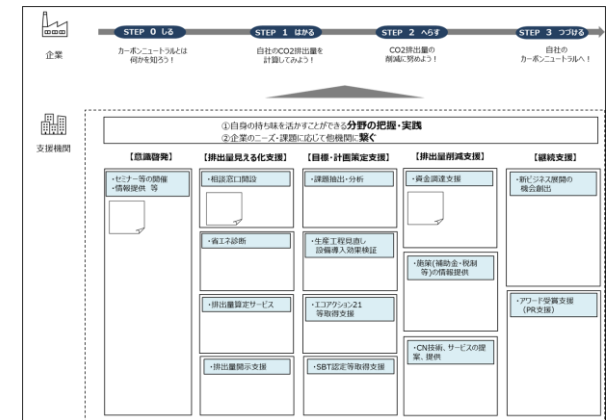 STEP 0 しる
STEP 1 はかる
STEP 2 へらす
STEP 3 つづける
企業
カーボンニュートラルとは
何かを知ろう！
自社のCO2排出量を
計算してみよう！
CO2排出量の
削減に努めよう！
自社の
カーボンニュートラルへ！
支援機関
①自身の持ち味を活かすことができる分野の把握・実践
②企業のニーズ・課題に応じて他機関に繋ぐ
【意識啓発】
【排出量見える化支援】
【目標・計画策定支援】
【排出量削減支援】
【継続支援】
・セミナー等の開催
・情報提供 等
・相談窓口開設
・省エネ診断
・排出量算定サービス
・排出量開示支援
・課題抽出・分析
・生産工程見直し
設備導入効果検証
・エコアクション21
等取得支援
・SBT認定等取得支援
・資金調達支援
・施策(補助金・税制
等)の情報提供
・CN技術、サービスの提
案、提供
・新ビジネス展開の
機会創出
・アワード受賞支援
(PR支援)